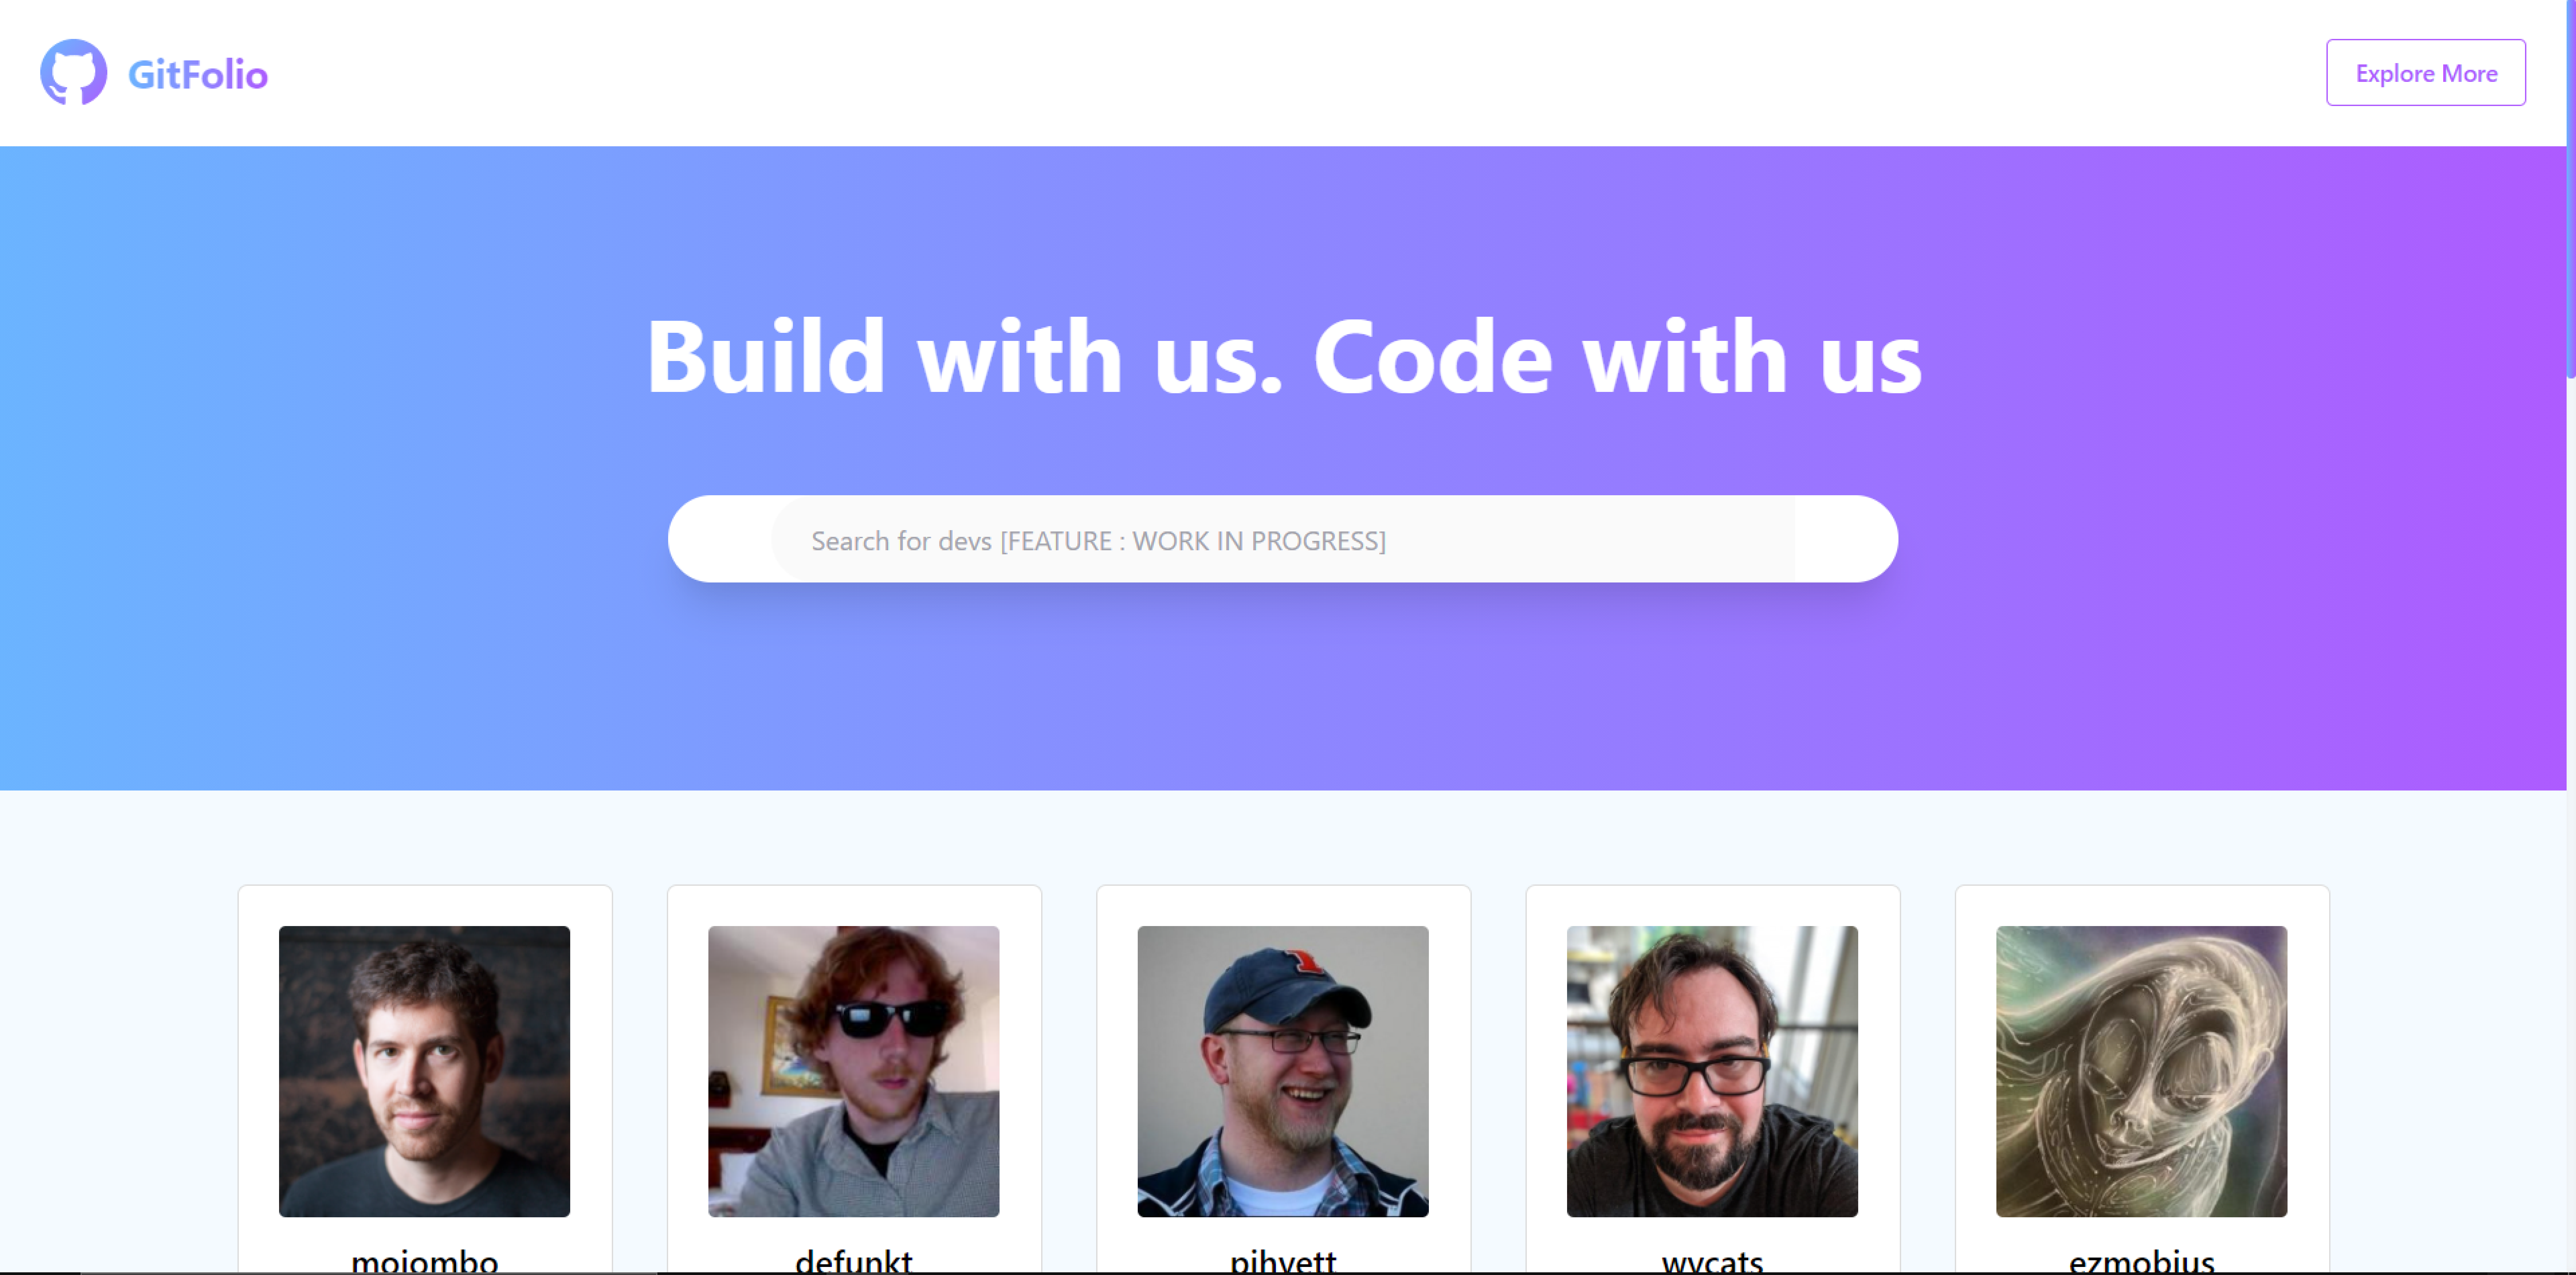 GitFolio
Explore More
Build with us. Code with us
Search for devs [FEATURE : WORK IN PROGRESS]
mojombo
defunkt
pjhyett
wycats
ezmobius